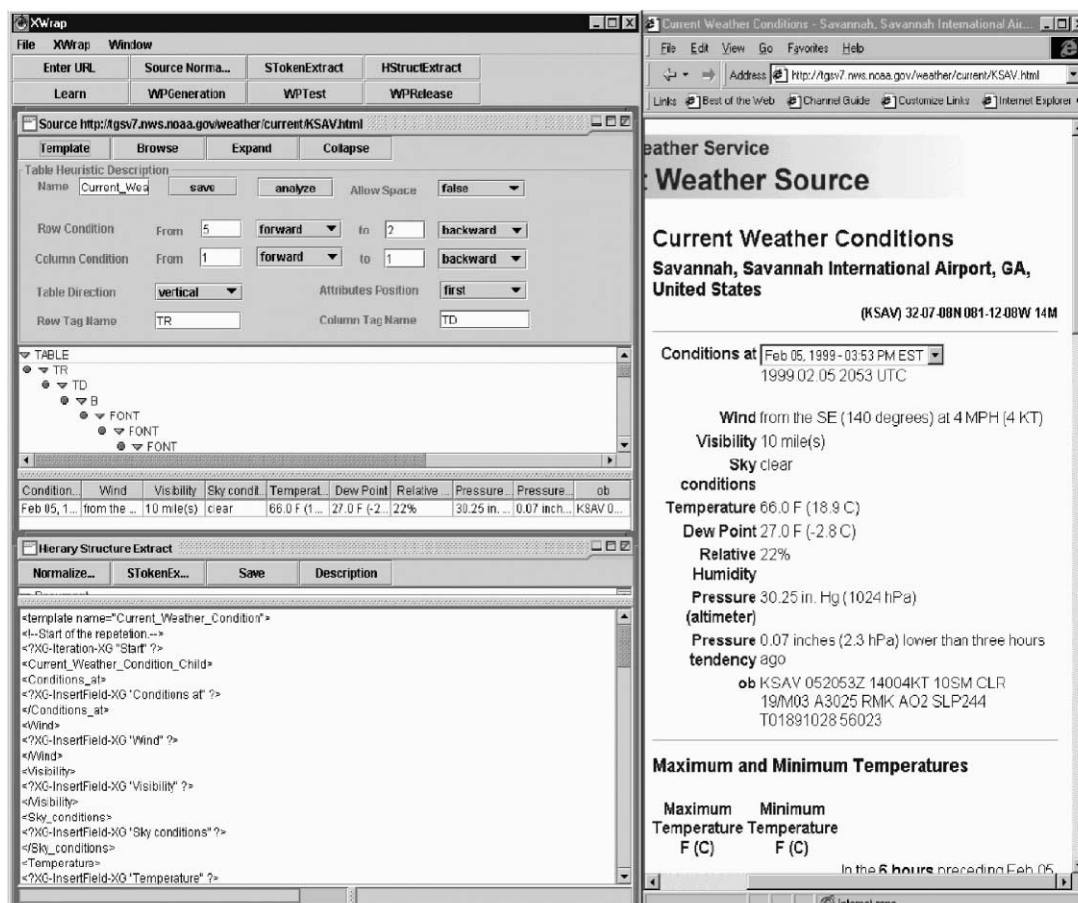 XWrap
File XWrap Window
Enter URL Source Norma... STokenExtract HStructExtract
Learn WPGeneration WPTest WPRelease
Source http://tgsv7.nws.noaa.gov/weather/current/KSAV.html
Template Browse Expand Collapse
Table Heuristic Description
Name Current_Wea save analyze Allow Space false
Row Condition From 5 forward to 2 backward
Column Condition From 1 forward to 1 backward
Table Direction vertical Attributes Position first
Row Tag Name TR Column Tag Name TD
TABLE
TR
TD
B
FONT
FONT
FONT
Condition... Wind Visibility Sky condit... Temperat... Dew Point Relative ... Pressure... Pressure... ob
Feb 05, 1... from the ... 10 mile(s) clear 66.0 F (1... 27.0 F (-2... 22% 30.25 in. ... 0.07 inch... KSAV 0...
Hierary Structure Extract
Normalize... STokenEx... Save Description
<template name="Current_Weather_Condition">
<!--Start of the repetetion.-->
<?XG-Iteration-XG "Start" ?>
<Current_Weather_Condition_Child>
<Conditions_at>
<?XG-InsertField-XG 'Conditions at" ?>
</Conditions_at>
<Wind>
<?XG-InsertField-XG 'Wind" ?>
</Wind>
<Visibility>
<?XG-InsertField-XG 'Visibility" ?>
</Visibility>
<Sky_conditions>
<?XG-InsertField-XG 'Sky conditions" ?>
</Sky_conditions>
<Temperature>
<?XG-InsertField-XG 'Temperature" ?>
Current Weather Conditions - Savannah, Savannah International Air...
File Edit View Go Favorites Help
Address http://tgsv7.nws.noaa.gov/weather/current/KSAV.html
Links Best of the Web Channel Guide Customize Links Internet Explorer
eather Service
t Weather Source
Current Weather Conditions
Savannah, Savannah International Airport, GA,
United States
(KSAV) 32-07-08N 081-12-08W 14M
Conditions at Feb 05, 1999 - 03:53 PM EST
1999.02.05 2053 UTC
Wind from the SE (140 degrees) at 4 MPH (4 KT)
Visibility 10 mile(s)
Sky clear
conditions
Temperature 66.0 F (18.9 C)
Dew Point 27.0 F (-2.8 C)
Relative 22%
Humidity
Pressure 30.25 in. Hg (1024 hPa)
(altimeter)
Pressure 0.07 inches (2.3 hPa) lower than three hours
tendency ago
ob KSAV 052053Z 14004KT 10SM CLR
19/M03 A3025 RMK AO2 SLP244
T01891028 56023
Maximum and Minimum Temperatures
Maximum Minimum
Temperature Temperature
F (C) F (C)
In the 6 hours preceding Feb 05,